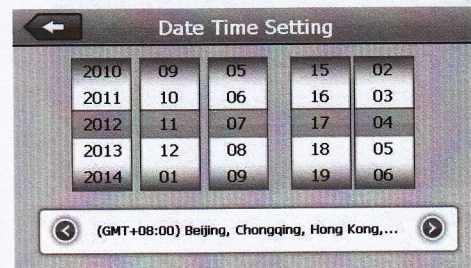 Date Time Setting
2010 09 05 15 02
2011 10 06 16 03
2012 11 07 17 04
2013 12 08 18 05
2014 01 09 19 06
(GMT+08:00) Beijing, Chongqing, Hong Kong,...